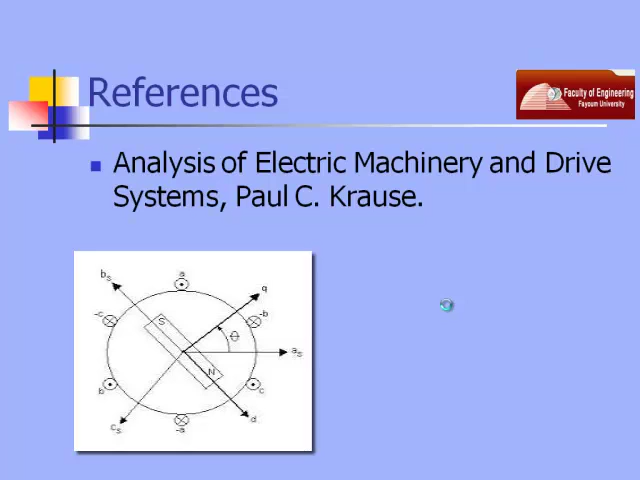 References
Faculty of Engineering
Fayoum University
Analysis of Electric Machinery and Drive
Systems, Paul C. Krause.
bs
a
q
-c
S
-b
θ
as
N
b
c
cs
-a
d